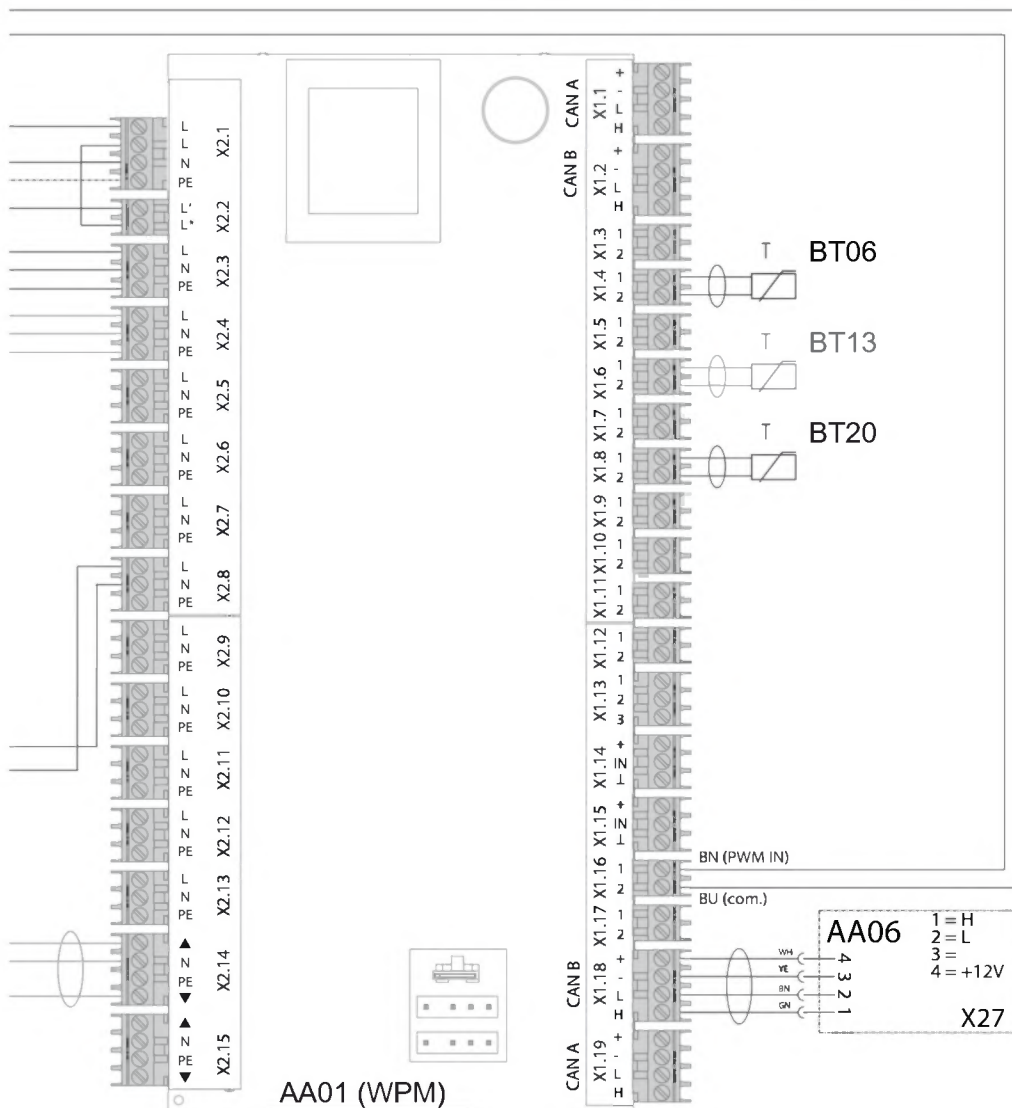 L
L
N
PE
X2.1
L'
L*
X2.2
L
N
PE
X2.3
L
N
PE
X2.4
L
N
PE
X2.5
L
N
PE
X2.6
L
N
PE
X2.7
L
N
PE
X2.8
L
N
PE
X2.9
L
N
PE
X2.10
L
N
PE
X2.11
L
N
PE
X2.12
L
N
PE
X2.13
▲
N
PE
▼
X2.14
▲
N
PE
▼
X2.15
AA01 (WPM)
CAN A
X1.1
+
-
L
H
CAN B
X1.2
+
-
L
H
X1.3
1
2
X1.4
1
2
X1.5
1
2
X1.6
1
2
X1.7
1
2
X1.8
1
2
X1.9
1
2
X1.10
1
2
X1.11
1
2
X1.12
1
2
X1.13
1
2
3
X1.14
+
IN
⊥
X1.15
+
IN
⊥
X1.16
1
2
X1.17
1
2
CAN B
X1.18
+
-
L
H
CAN A
X1.19
+
-
L
H
T BT06
T BT13
T BT20
BN (PWM IN)
BU (com.)
WH
YE
BN
GN
4
3
2
1
AA06
1 = H
2 = L
3 =
4 = +12V
X27